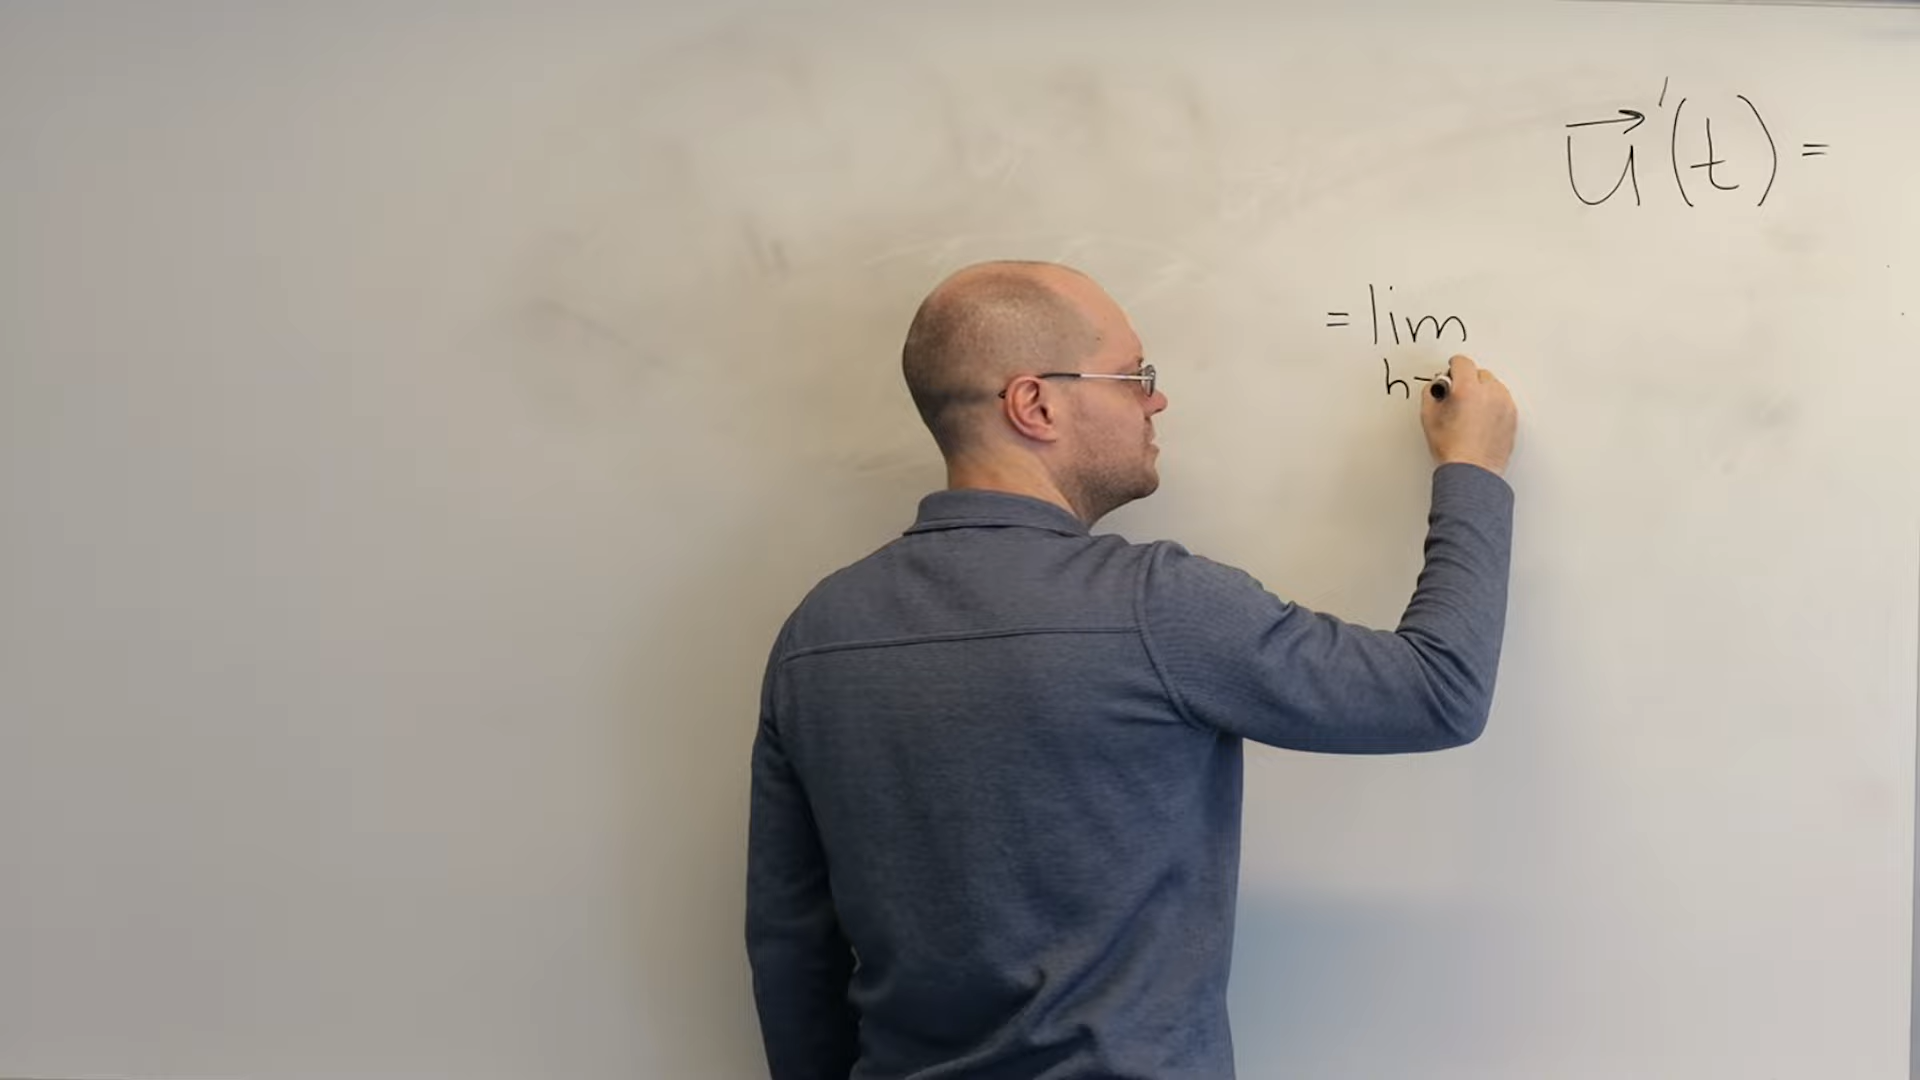 u⃗'(t) =
= lim
h→